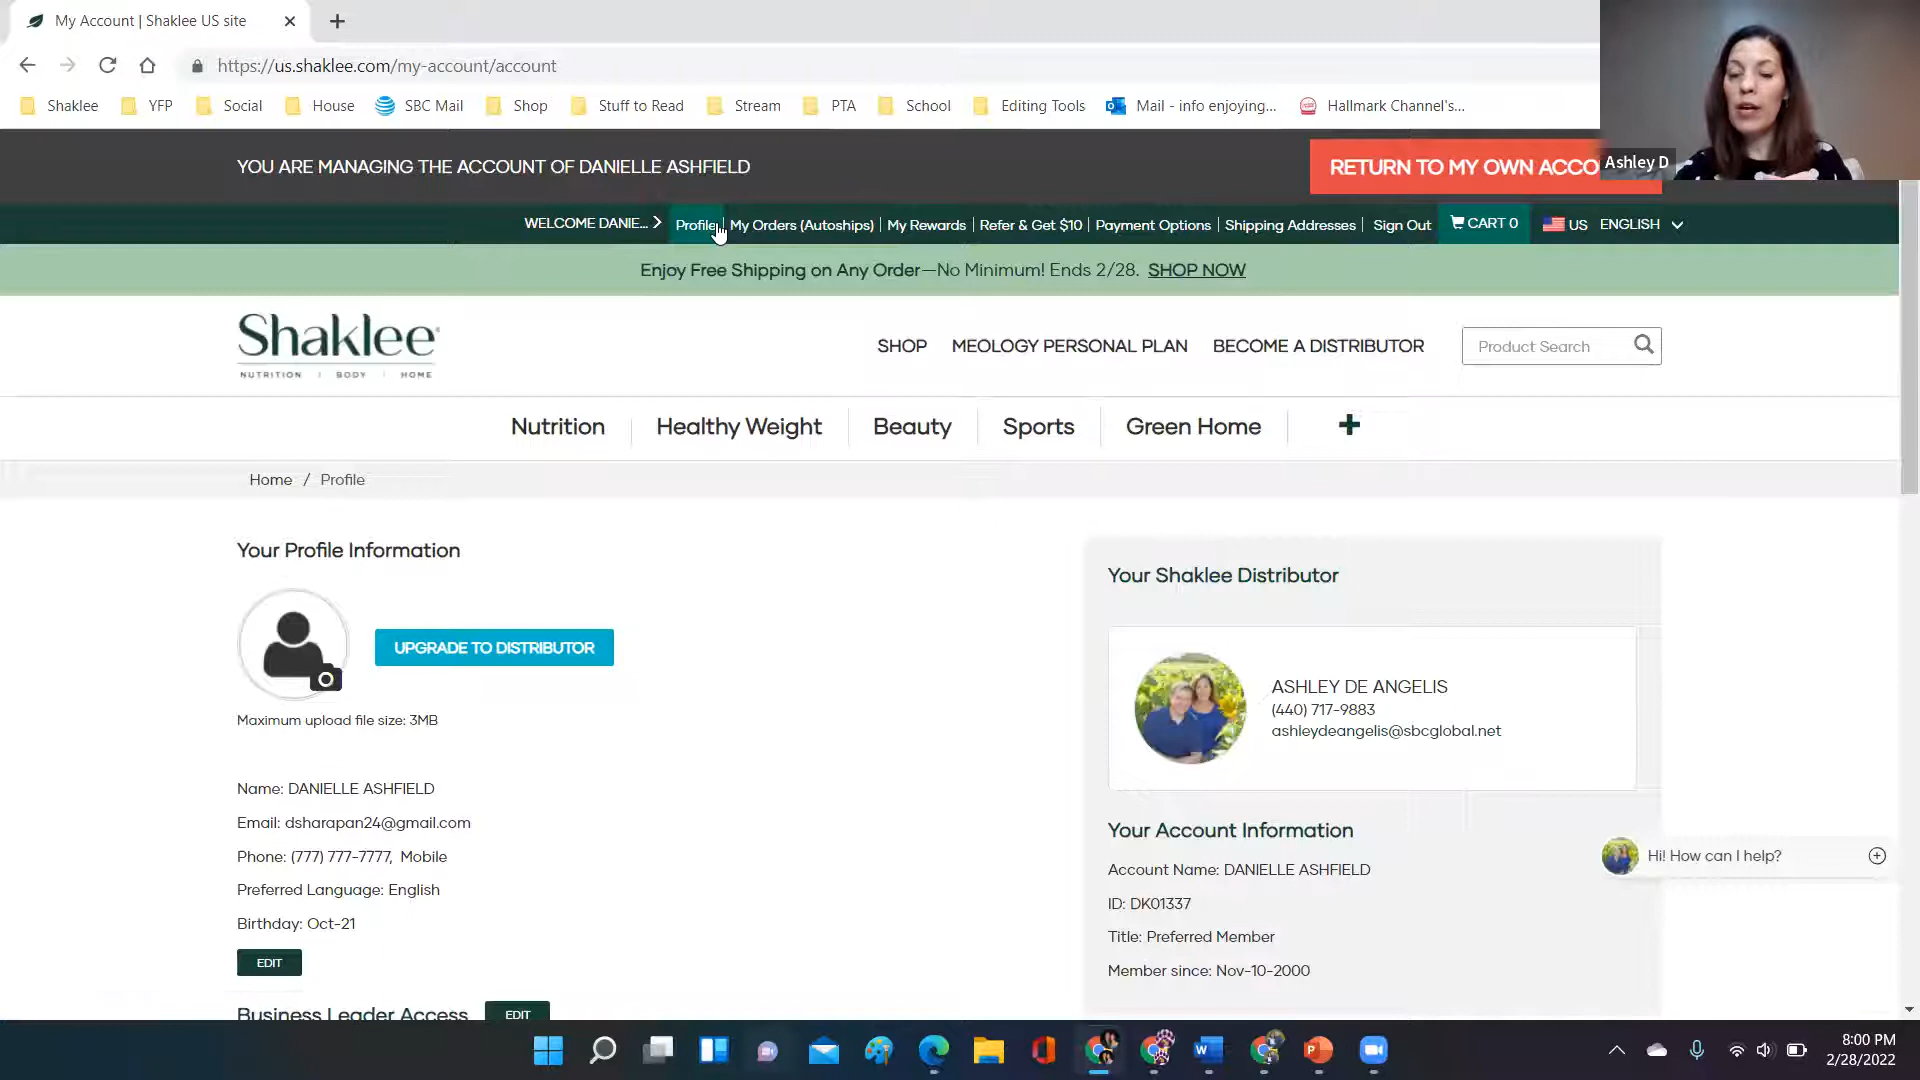 My Account | Shaklee US site
https://us.shaklee.com/my-account/account
Shaklee YFP Social House SBC Mail Shop Stuff to Read Stream PTA School Editing Tools Mail - info enjoying,... Hallmark Channel's...
YOU ARE MANAGING THE ACCOUNT OF DANIELLE ASHFIELD
RETURN TO MY OWN ACCO
Ashley D
WELCOME DANIE... Profile | My Orders (Autoships) | My Rewards | Refer & Get $10 | Payment Options | Shipping Addresses | Sign Out CART 0 US ENGLISH
Enjoy Free Shipping on Any Order—No Minimum! Ends 2/28. SHOP NOW
Shaklee
NUTRITION | BODY | HOME
SHOP MEOLOGY PERSONAL PLAN BECOME A DISTRIBUTOR Product Search
Nutrition Healthy Weight Beauty Sports Green Home +
Home / Profile
Your Profile Information
UPGRADE TO DISTRIBUTOR
Maximum upload file size: 3MB
Name: DANIELLE ASHFIELD
Email: dsharapan24@gmail.com
Phone: (777) 777-7777, Mobile
Preferred Language: English
Birthday: Oct-21
EDIT
Business Leader Access EDIT
Your Shaklee Distributor
ASHLEY DE ANGELIS
(440) 717-9883
ashleydeangelis@sbcglobal.net
Your Account Information
Account Name: DANIELLE ASHFIELD
ID: DK01337
Title: Preferred Member
Member since: Nov-10-2000
Hi! How can I help?
8:00 PM
2/28/2022